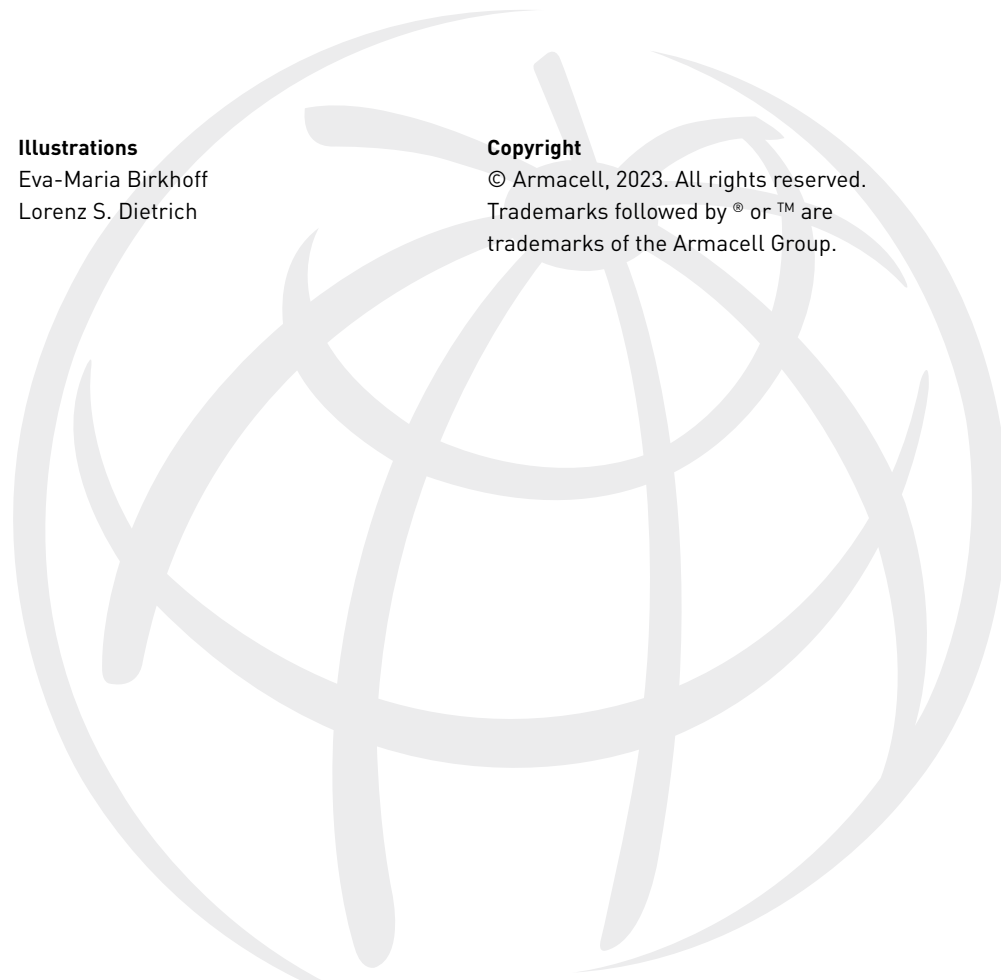 Illustrations
Eva-Maria Birkhoff
Lorenz S. Dietrich
Copyright
© Armacell, 2023. All rights reserved.
Trademarks followed by ® or ™ are
trademarks of the Armacell Group.